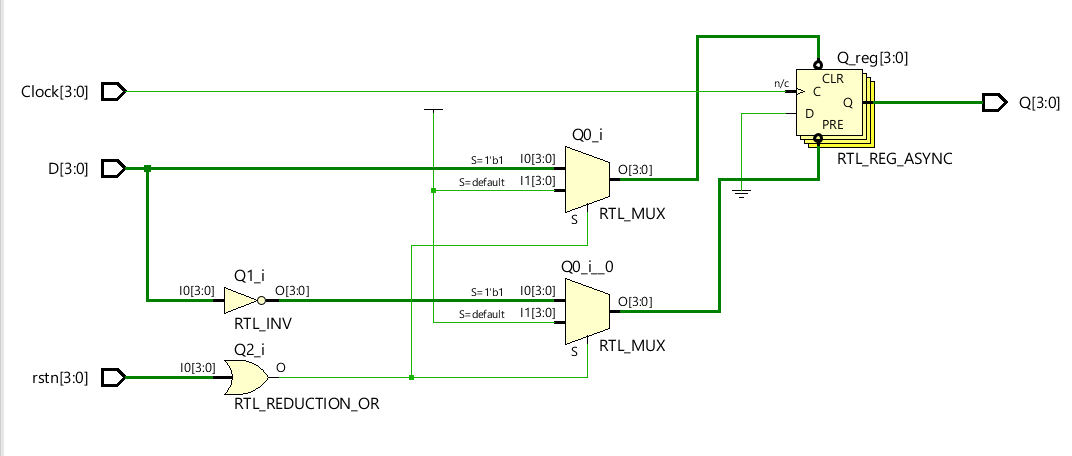 Q_reg[3:0]
Clock[3:0]
n/c
CLR
C
Q
Q[3:0]
D
PRE
RTL_REG_ASYNC
Q0_i
D[3:0]
S=1'b1
I0[3:0]
O[3:0]
S=default
I1[3:0]
S
RTL_MUX
Q0_i__0
Q1_i
I0[3:0]
O[3:0]
S=1'b1
I0[3:0]
O[3:0]
S=default
I1[3:0]
RTL_INV
S
RTL_MUX
Q2_i
rstn[3:0]
I0[3:0]
O
RTL_REDUCTION_OR